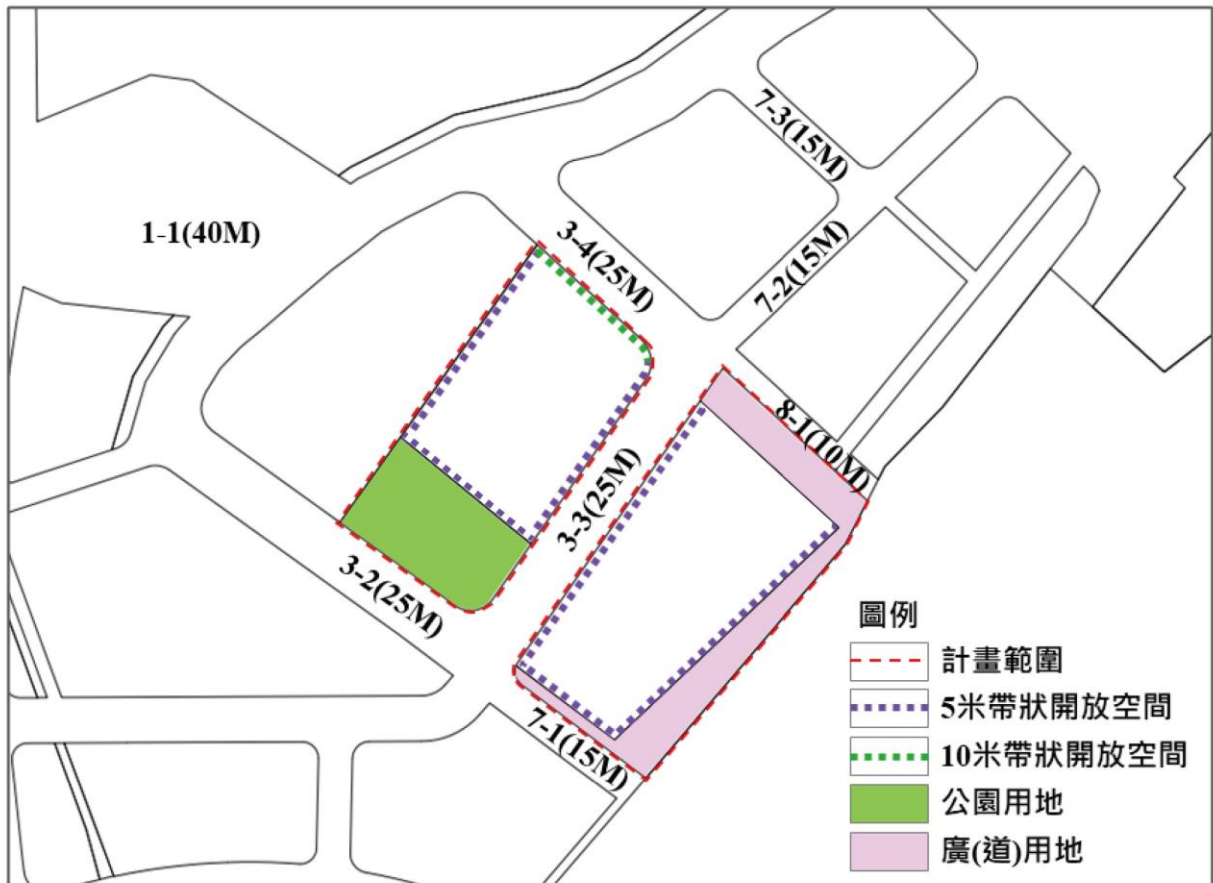 7-3(15M)
1-1(40M)
3-4(25M)
7-2(15M)
8-1(10M)
3-3(25M)
3-2(25M)
7-1(15M)
圖例
計畫範圍
5米帶狀開放空間
10米帶狀開放空間
公園用地
廣(道)用地